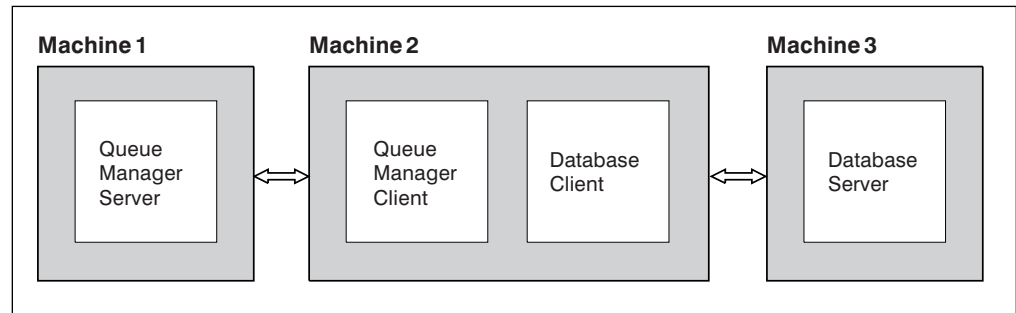 Machine 1
Machine 2
Machine 3
Queue
Manager
Server
Queue
Manager
Client
Database
Client
Database
Server